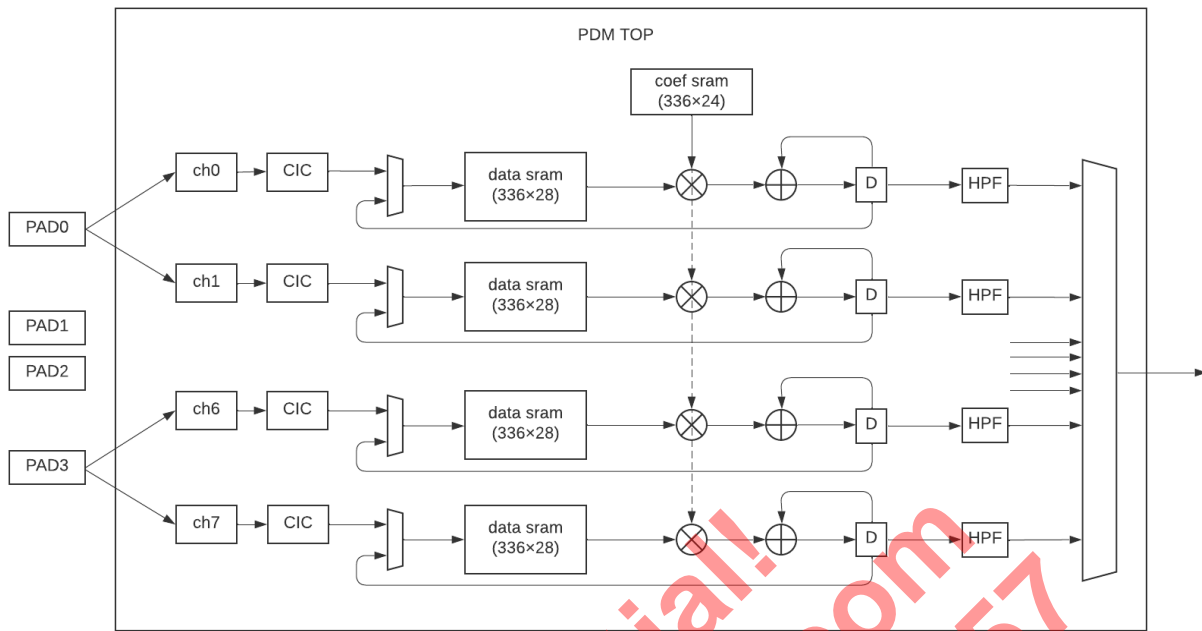 PDM TOP
coef sram
(336×24)
ch0
CIC
data sram
(336×28)
D
HPF
PAD0
ch1
CIC
data sram
(336×28)
D
HPF
PAD1
PAD2
ch6
CIC
data sram
(336×28)
D
HPF
PAD3
ch7
CIC
data sram
(336×28)
D
HPF